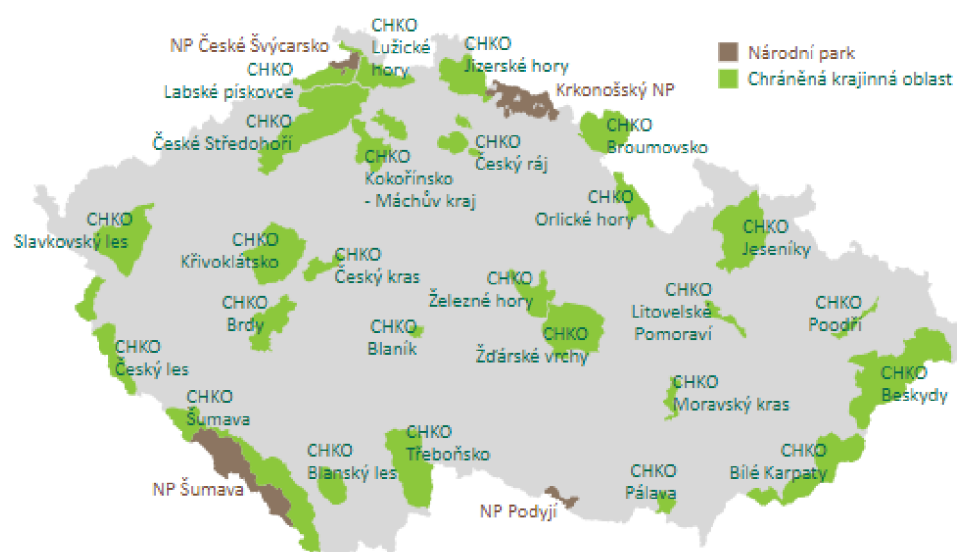 CHKO
Lužické
hory
NP České Švýcarsko
CHKO
Jizerské hory
Národní park
Chráněná krajinná oblast
CHKO
Labské pískovce
Krkonošský NP
CHKO
České Středohoří
CHKO
Kokořínsko
- Máchův kraj
CHKO
Český ráj
CHKO
Broumovsko
CHKO
Slavkovský les
CHKO
Křivoklátsko
CHKO
Český kras
CHKO
Orlické hory
CHKO
Jeseníky
CHKO
Brdy
CHKO
Blaník
CHKO
Železné hory
CHKO
Žďárské vrchy
CHKO
Litovelské
Pomoraví
CHKO
Poodří
CHKO
Český les
CHKO
Moravský kras
CHKO
Beskydy
CHKO
Šumava
NP Šumava
CHKO
Blanský les
CHKO
Třeboňsko
NP Podyjí
CHKO
Pálava
CHKO
Bílé Karpaty